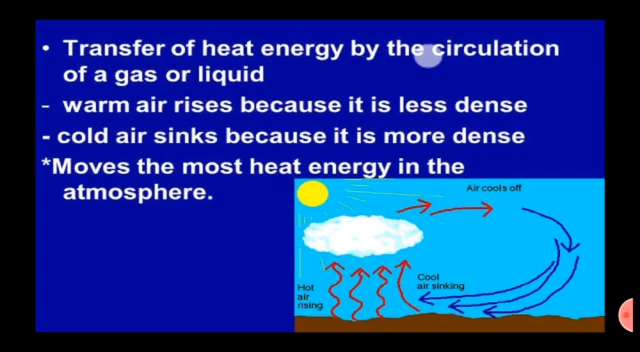 • Transfer of heat energy by the circulation
of a gas or liquid
- warm air rises because it is less dense
- cold air sinks because it is more dense
*Moves the most heat energy in the
atmosphere.
Air cools off
Cool
air sinking
Hot
air
rising